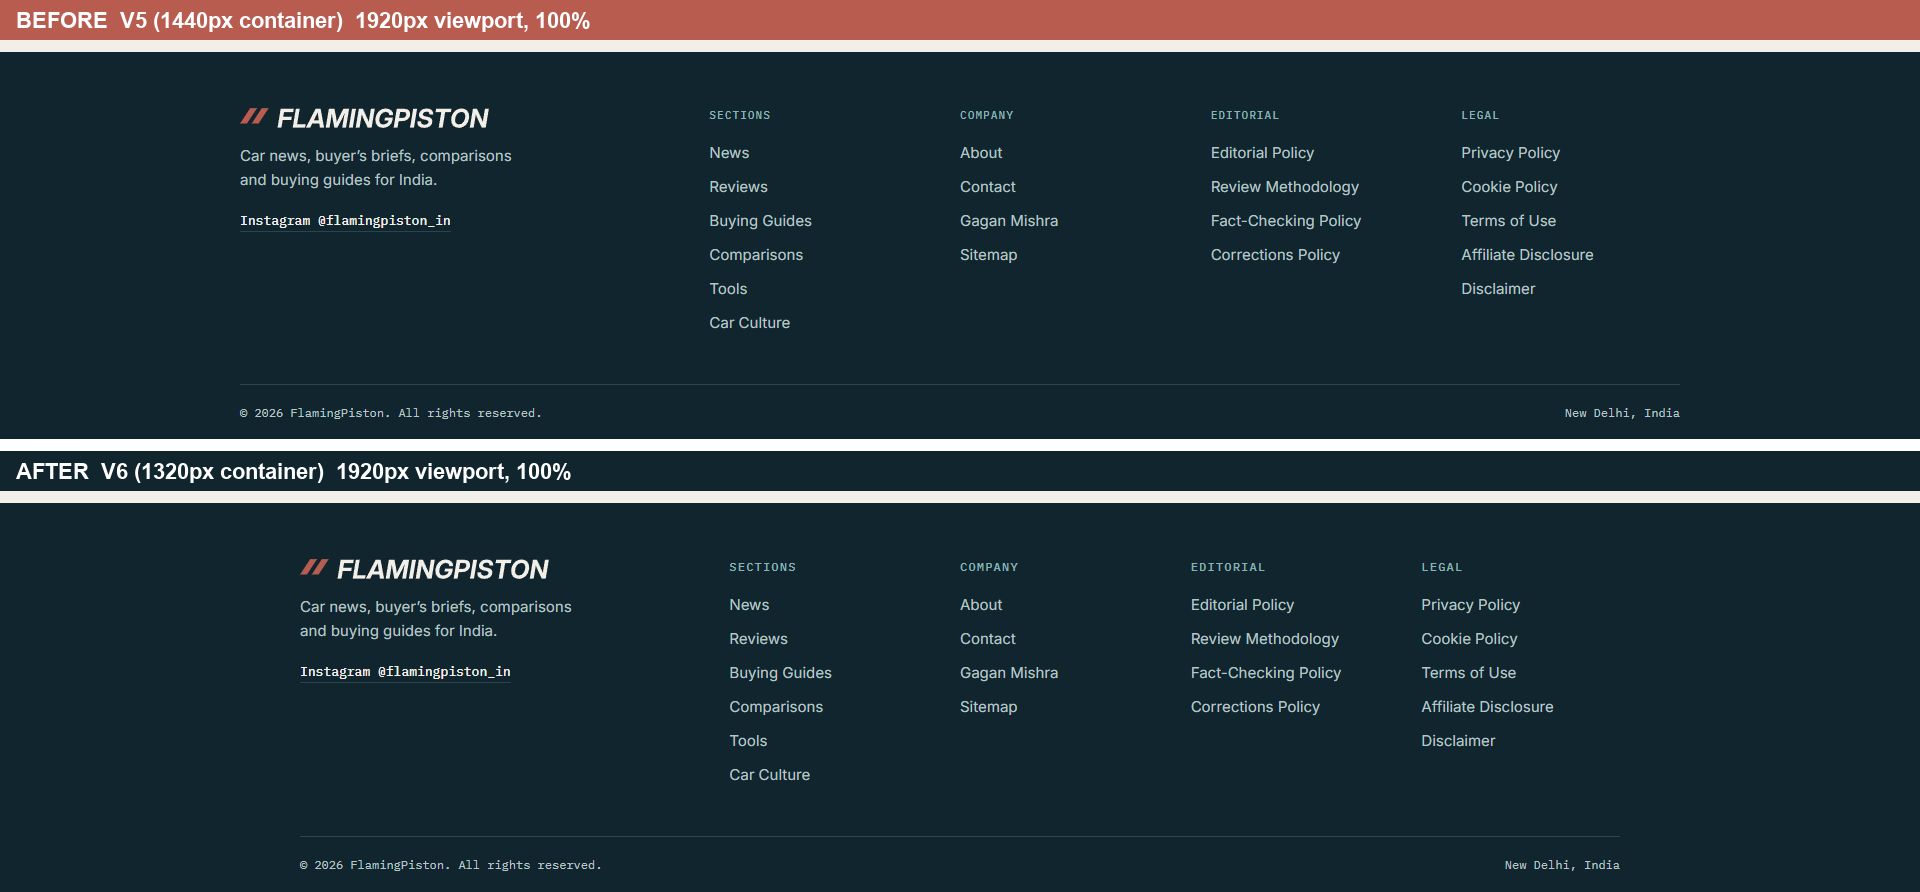 BEFORE V5 (1440px container) 1920px viewport, 100%
FLAMINGPISTON
Car news, buyer’s briefs, comparisons
and buying guides for India.
Instagram @flamingpiston_in
SECTIONS
News
Reviews
Buying Guides
Comparisons
Tools
Car Culture
COMPANY
About
Contact
Gagan Mishra
Sitemap
EDITORIAL
Editorial Policy
Review Methodology
Fact-Checking Policy
Corrections Policy
LEGAL
Privacy Policy
Cookie Policy
Terms of Use
Affiliate Disclosure
Disclaimer
© 2026 FlamingPiston. All rights reserved.
New Delhi, India
AFTER V6 (1320px container) 1920px viewport, 100%
FLAMINGPISTON
Car news, buyer’s briefs, comparisons
and buying guides for India.
Instagram @flamingpiston_in
SECTIONS
News
Reviews
Buying Guides
Comparisons
Tools
Car Culture
COMPANY
About
Contact
Gagan Mishra
Sitemap
EDITORIAL
Editorial Policy
Review Methodology
Fact-Checking Policy
Corrections Policy
LEGAL
Privacy Policy
Cookie Policy
Terms of Use
Affiliate Disclosure
Disclaimer
© 2026 FlamingPiston. All rights reserved.
New Delhi, India